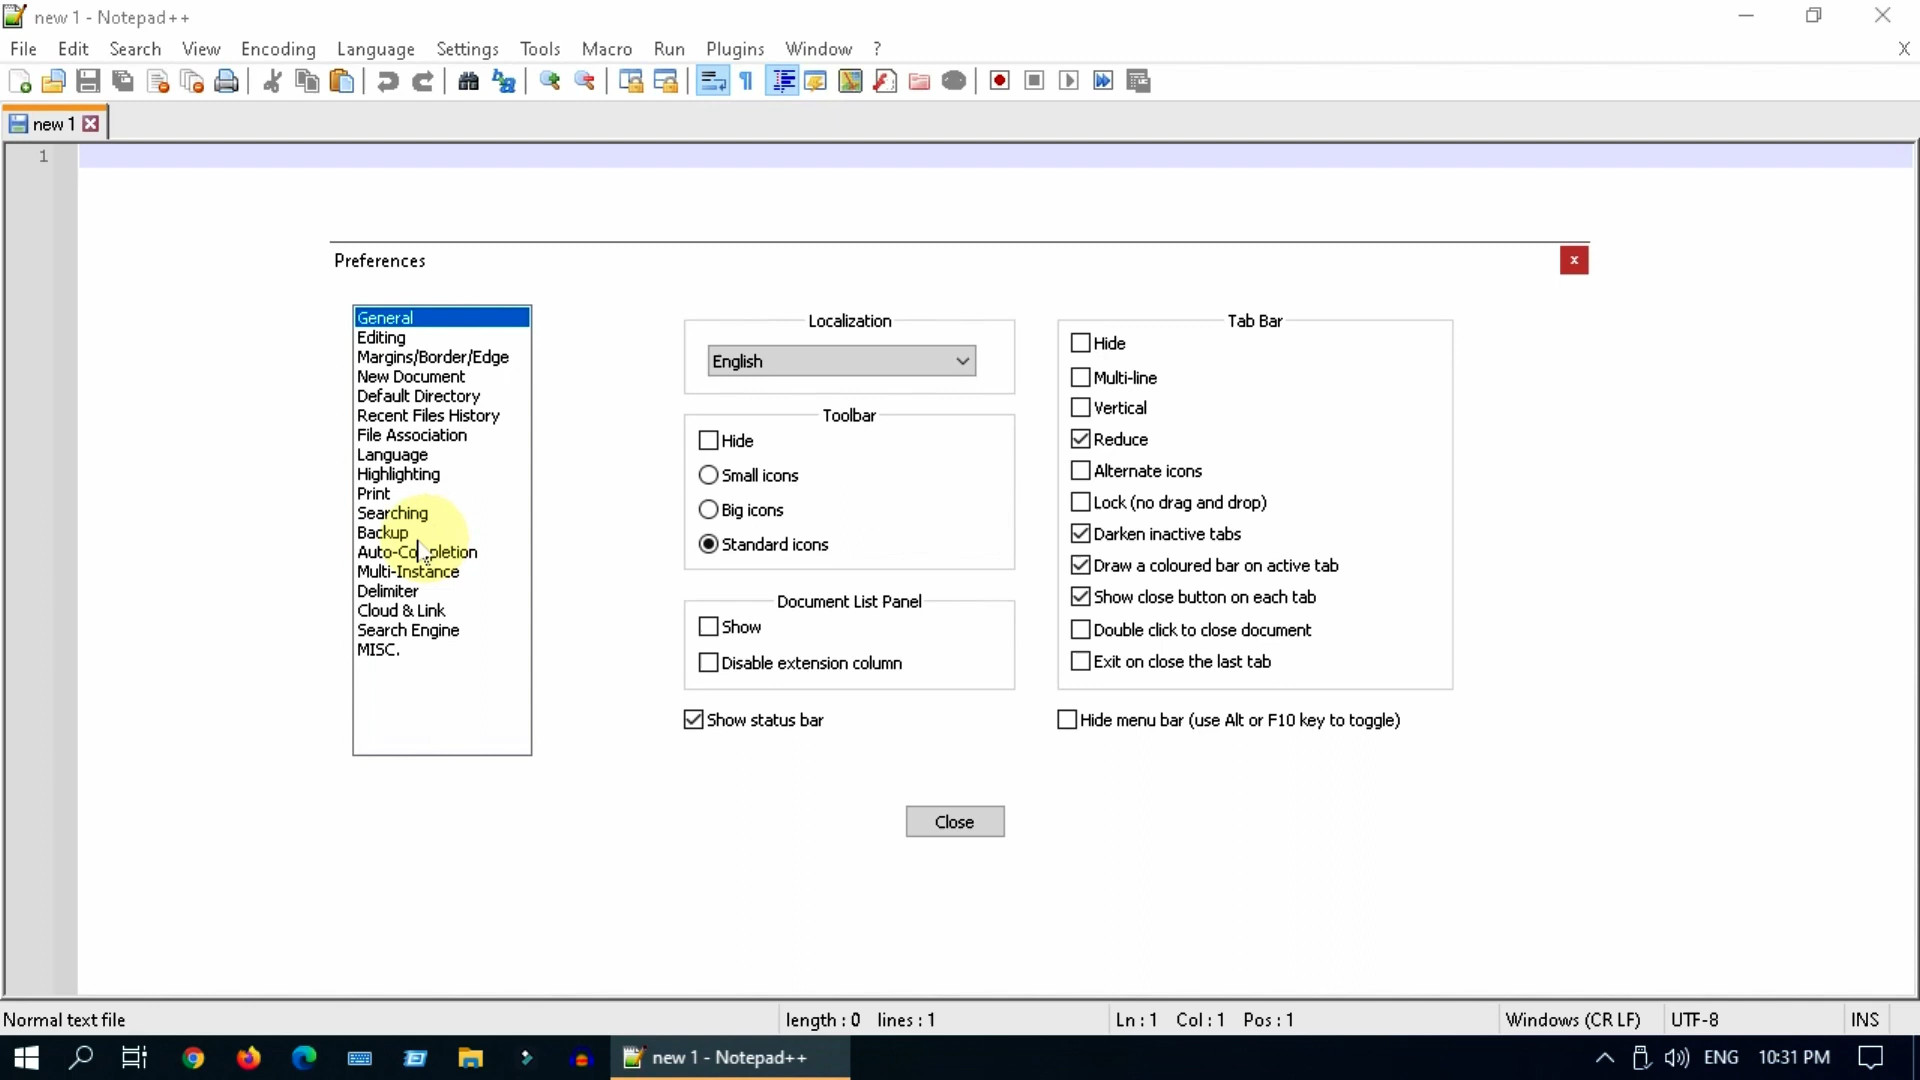 new 1 - Notepad++
File Edit Search View Encoding Language Settings Tools Macro Run Plugins Window ? X
new 1
1
Preferences
x
General
Editing
Margins/Border/Edge
New Document
Default Directory
Recent Files History
File Association
Language
Highlighting
Print
Searching
Backup
Auto-Completion
Multi-Instance
Delimiter
Cloud & Link
Search Engine
MISC.
Localization
English
Toolbar
Hide
Small icons
Big icons
Standard icons
Document List Panel
Show
Disable extension column
Show status bar
Tab Bar
Hide
Multi-line
Vertical
Reduce
Alternate icons
Lock (no drag and drop)
Darken inactive tabs
Draw a coloured bar on active tab
Show close button on each tab
Double click to close document
Exit on close the last tab
Hide menu bar (use Alt or F10 key to toggle)
Close
Normal text file length : 0 lines : 1 Ln : 1 Col : 1 Pos : 1 Windows (CR LF) UTF-8 INS
new 1 - Notepad++ ENG 10:31 PM